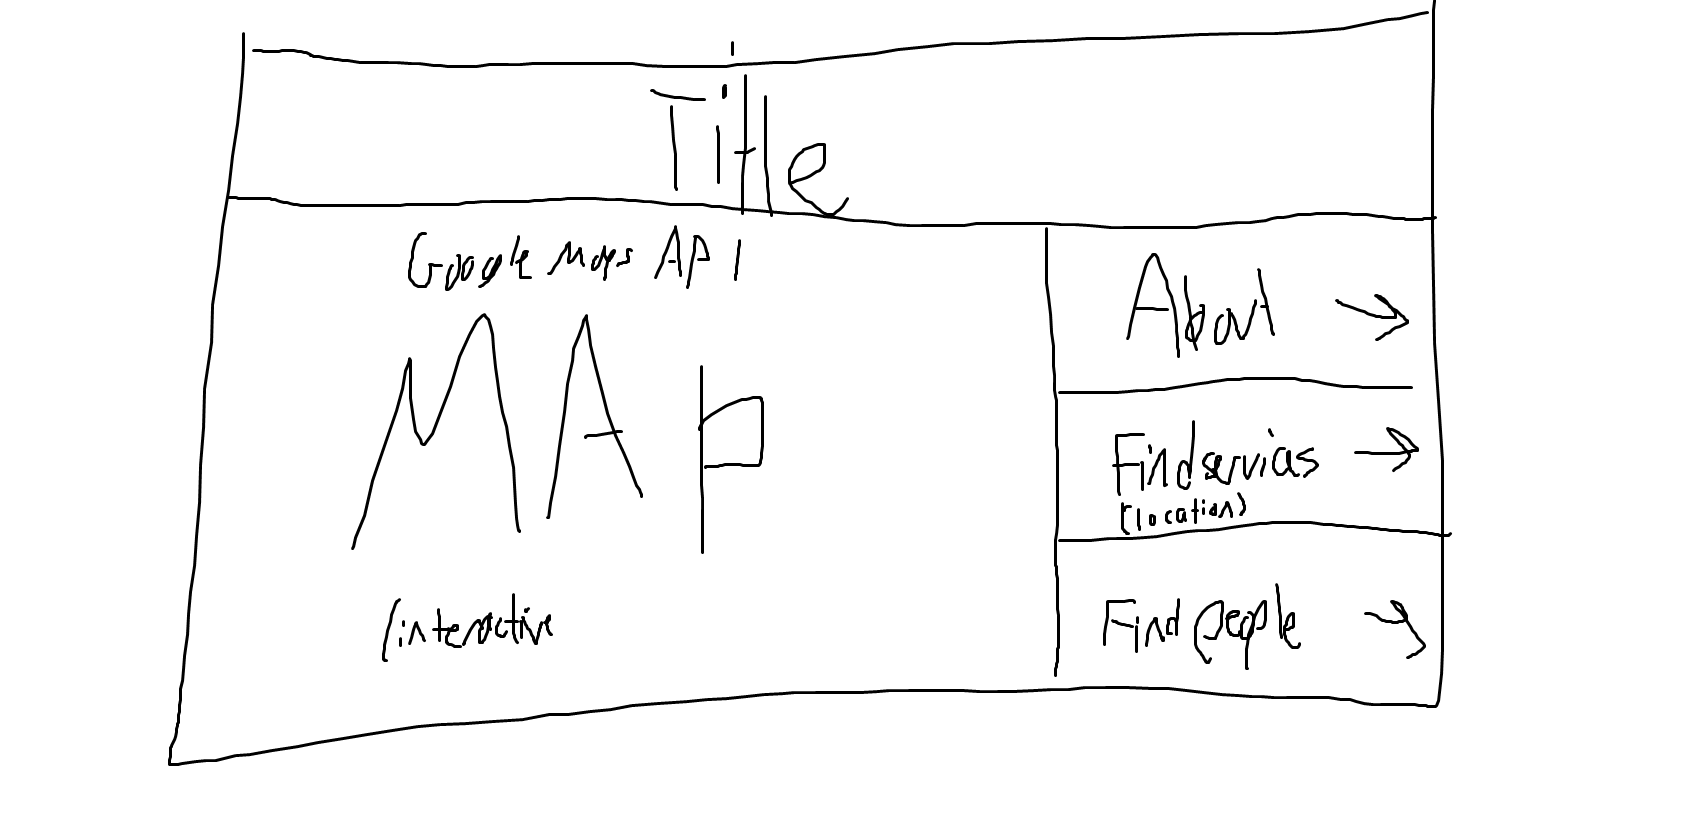 Title
Google Maps API
MAP
(interactive
About →
Find services →
(location)
Find people →